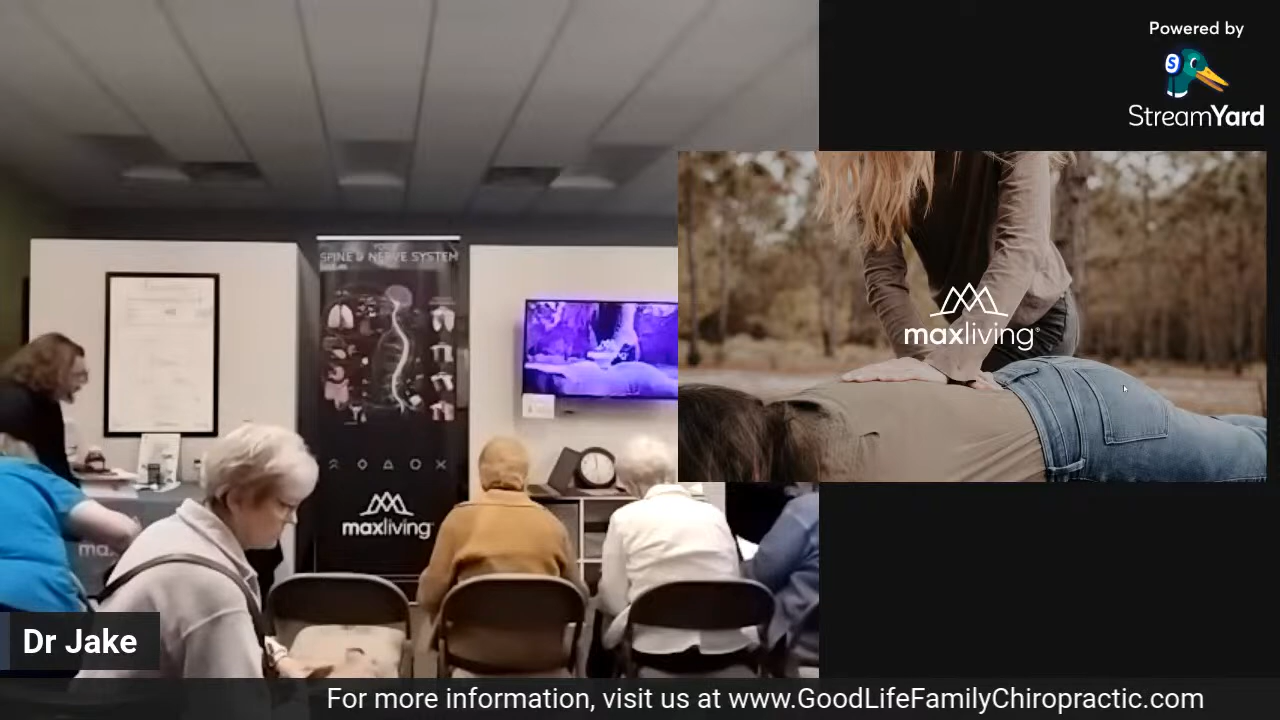 Powered by
S
StreamYard
SPINE & NERVE SYSTEM
maxliving
maxliving
ma
Dr Jake
For more information, visit us at www.GoodLifeFamilyChiropractic.com